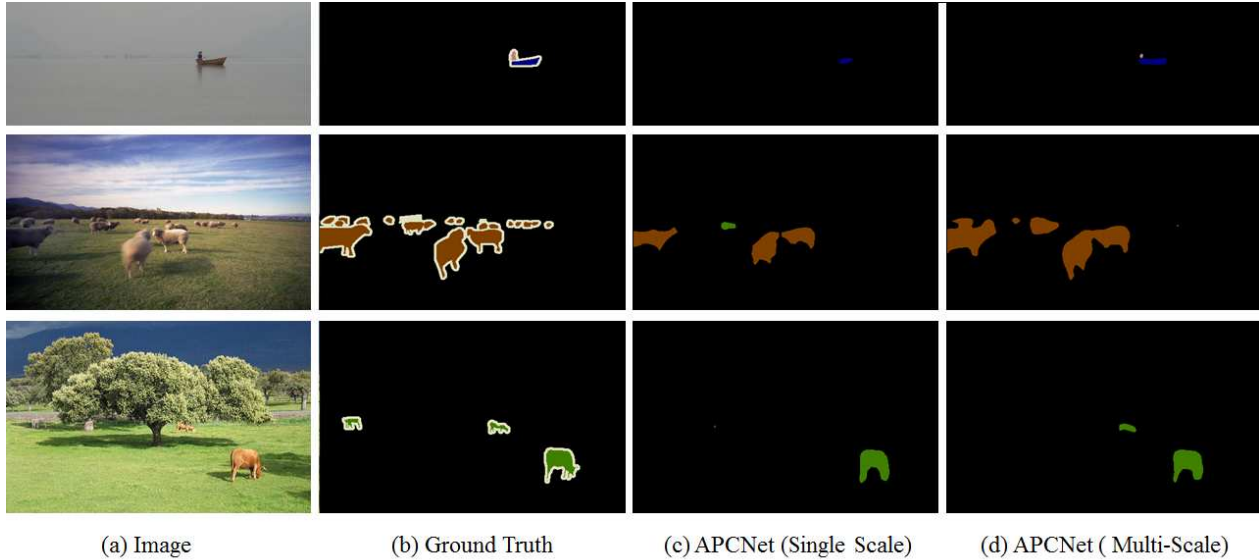 (a) Image
(b) Ground Truth
(c) APCNet (Single Scale)
(d) APCNet ( Multi-Scale)